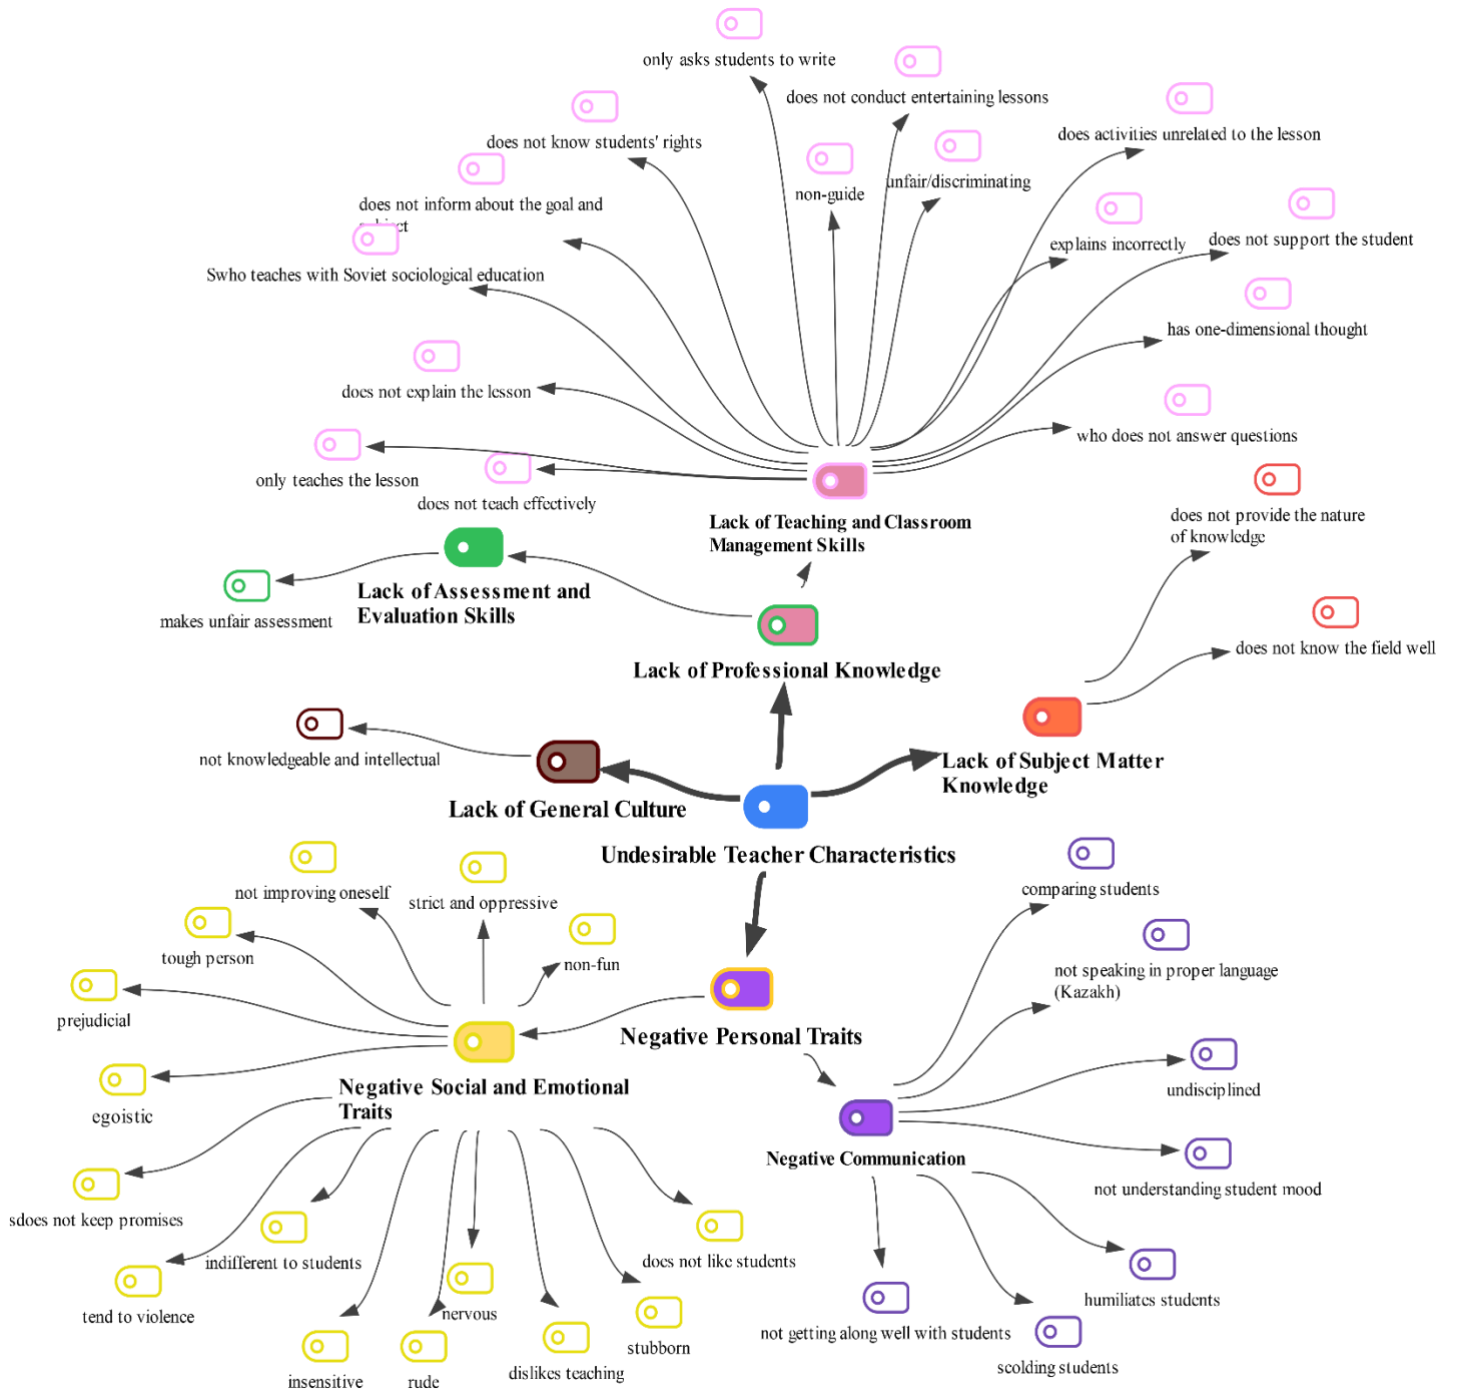 only asks students to write
does not conduct entertaining lessons
does activities unrelated to the lesson
does not know students' rights
unfair/discriminating
non-guide
does not inform about the goal and
explains incorrectly
does not support the student
Swho teaches with Soviet sociological education
has one-dimensional thought
does not explain the lesson
who does not answer questions
only teaches the lesson
does not teach effectively
Lack of Teaching and Classroom
Management Skills
does not provide the nature
of knowledge
Lack of Assessment and
Evaluation Skills
makes unfair assessment
Lack of Professional Knowledge
does not know the field well
not knowledgeable and intellectual
Lack of Subject Matter
Knowledge
Lack of General Culture
Undesirable Teacher Characteristics
not improving oneself
strict and oppressive
comparing students
tough person
non-fun
not speaking in proper language
(Kazakh)
prejudicial
Negative Personal Traits
egoistic
Negative Social and Emotional
Traits
undisciplined
Negative Communication
not understanding student mood
sdoes not keep promises
indifferent to students
does not like students
tend to violence
nervous
humiliates students
not getting along well with students
stubborn
scolding students
insensitive
rude
dislikes teaching